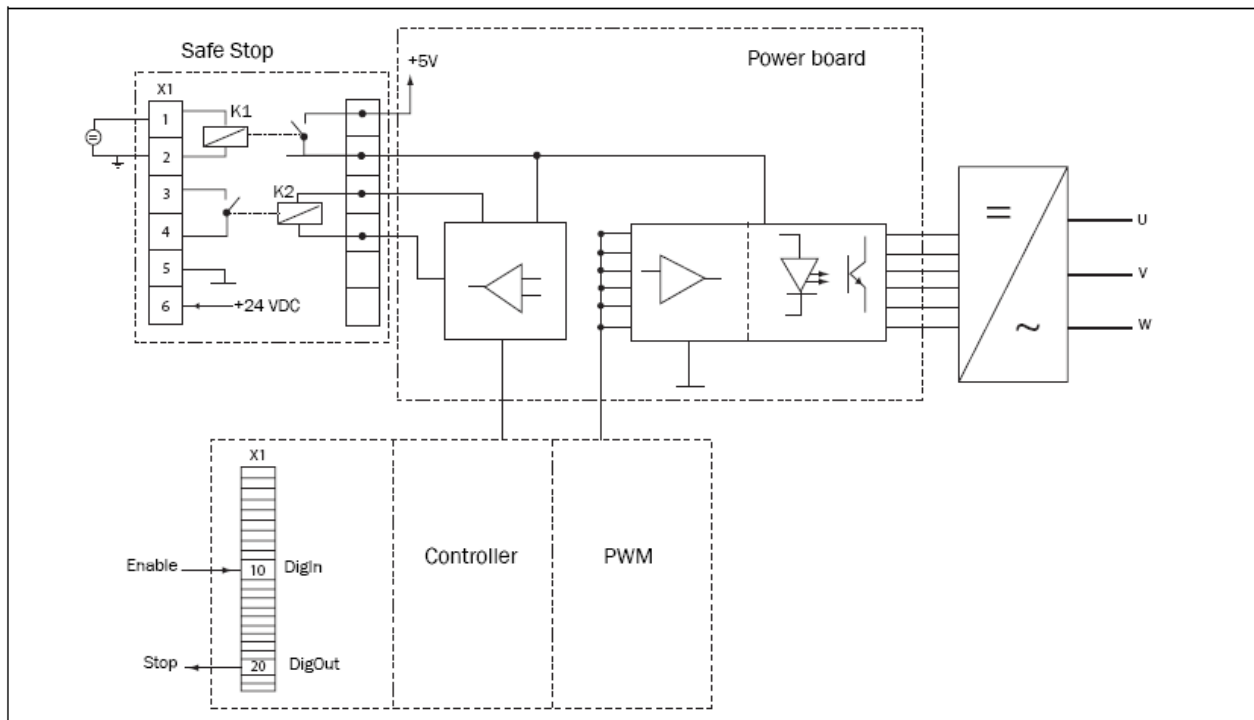 Safe Stop
Power board
+5V
X1
K1
1
2
3
K2
4
5
6
+24 VDC
=
~
U
V
W
X1
Enable
10
DigIn
Controller
PWM
Stop
20
DigOut